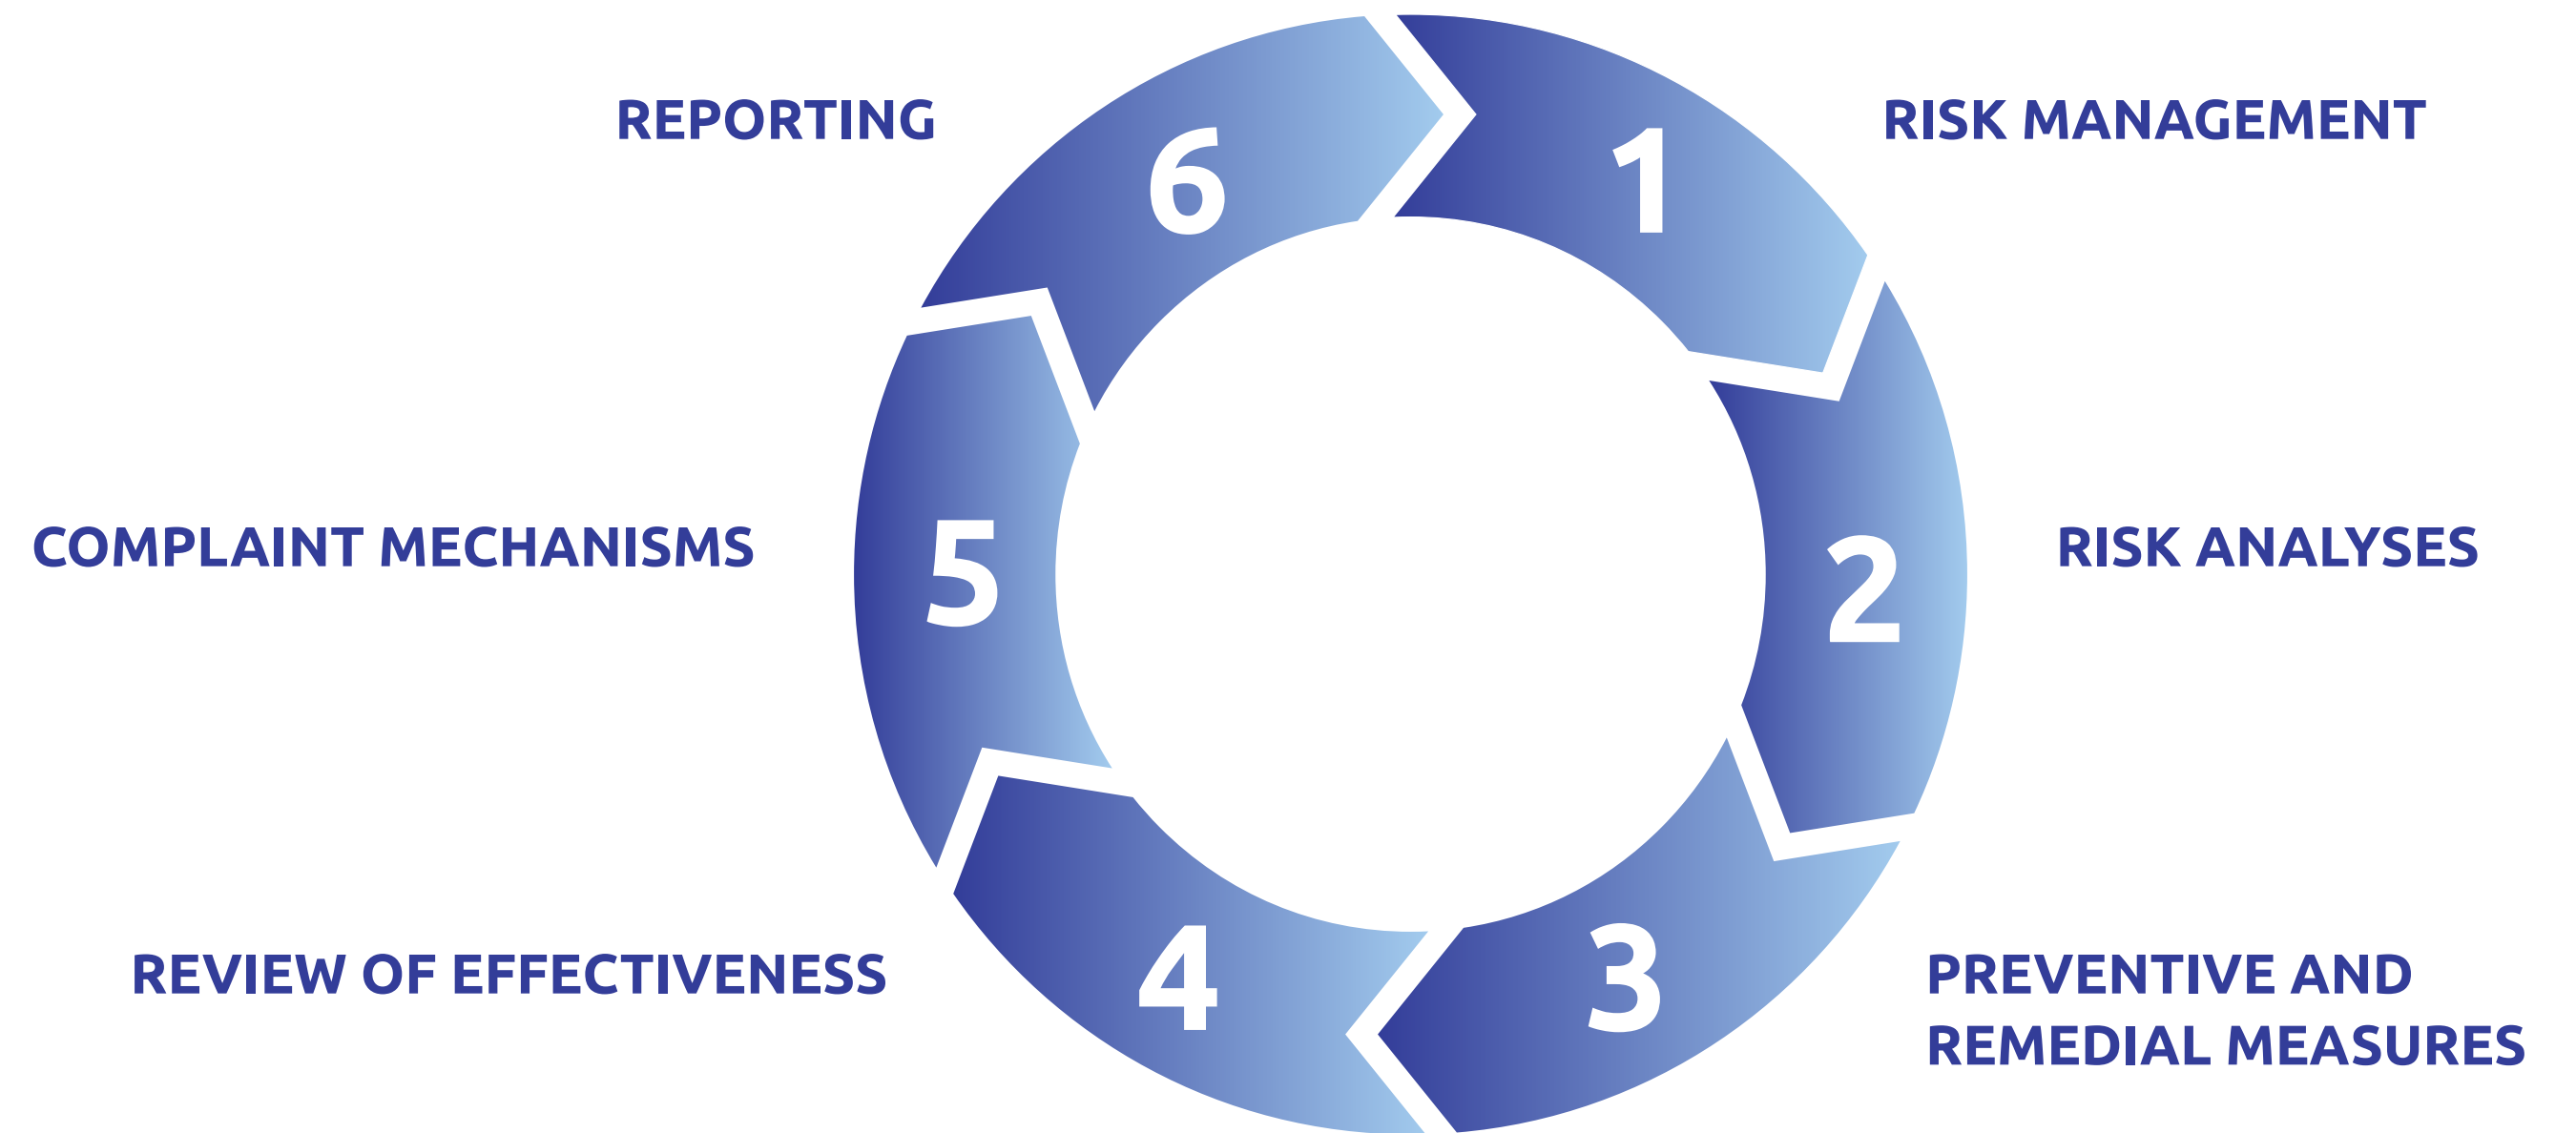 1
RISK MANAGEMENT
2
RISK ANALYSES
3
PREVENTIVE AND
REMEDIAL MEASURES
4
REVIEW OF EFFECTIVENESS
5
COMPLAINT MECHANISMS
6
REPORTING